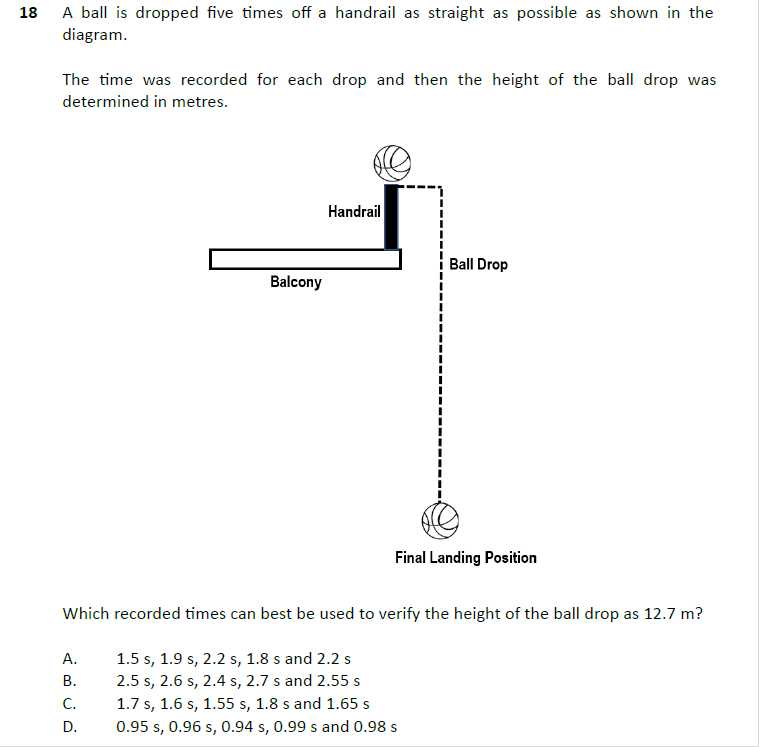 18 A ball is dropped five times off a handrail as straight as possible as shown in the
diagram.
The time was recorded for each drop and then the height of the ball drop was
determined in metres.
Handrail
Ball Drop
Balcony
Final Landing Position
Which recorded times can best be used to verify the height of the ball drop as 12.7 m?
A. 1.5 s, 1.9 s, 2.2 s, 1.8 s and 2.2 s
B. 2.5 s, 2.6 s, 2.4 s, 2.7 s and 2.55 s
C. 1.7 s, 1.6 s, 1.55 s, 1.8 s and 1.65 s
D. 0.95 s, 0.96 s, 0.94 s, 0.99 s and 0.98 s